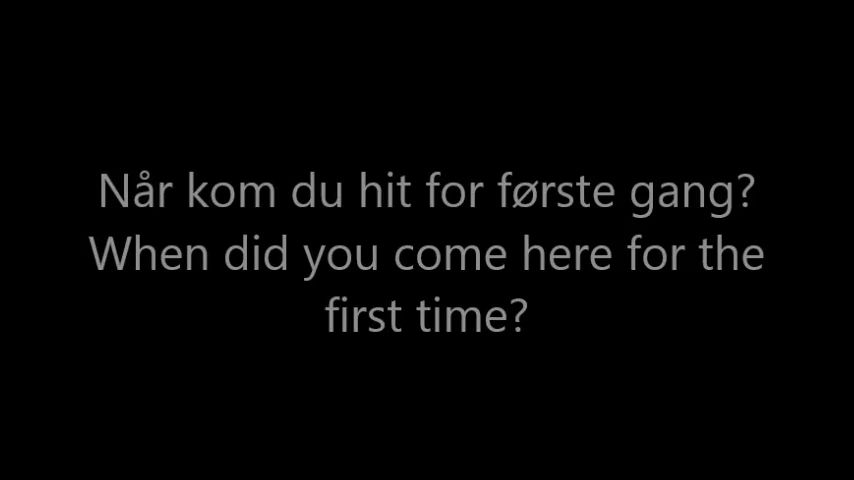 Når kom du hit for første gang?
When did you come here for the
first time?